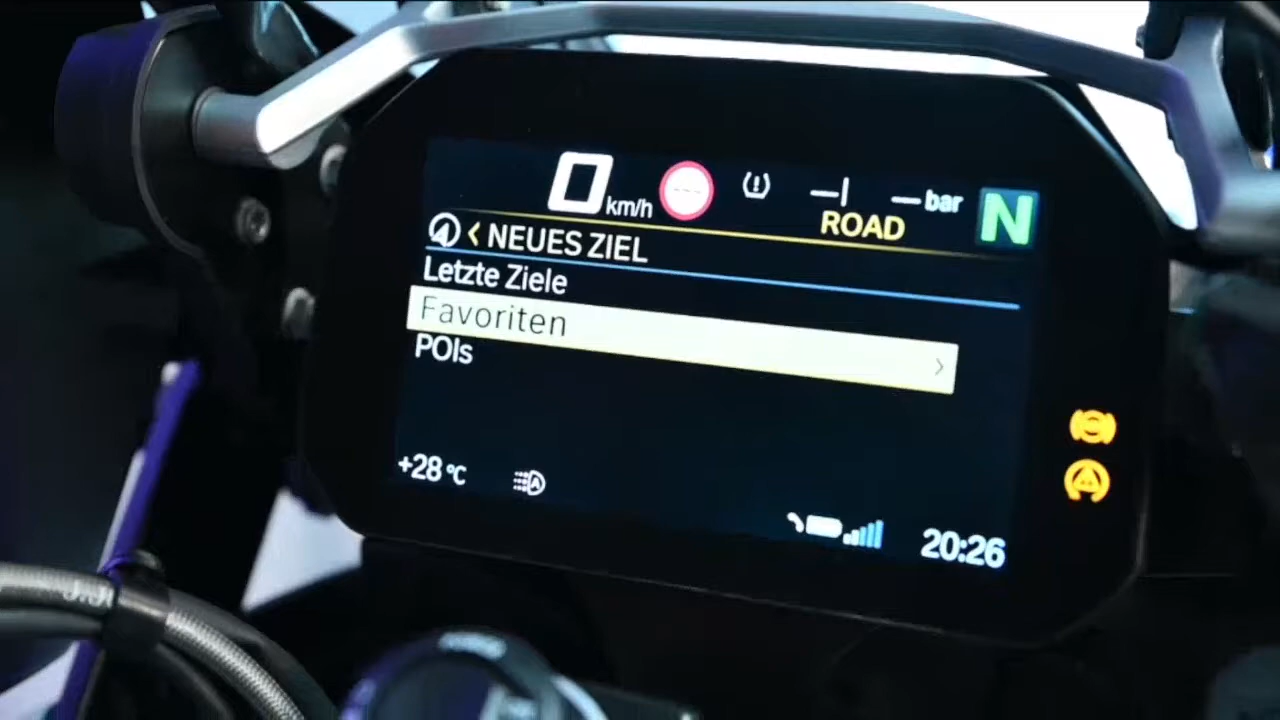 0 km/h --- —| —bar N
ROAD
NEUES ZIEL
Letzte Ziele
Favoriten
POIs
+28 °C A
20:26